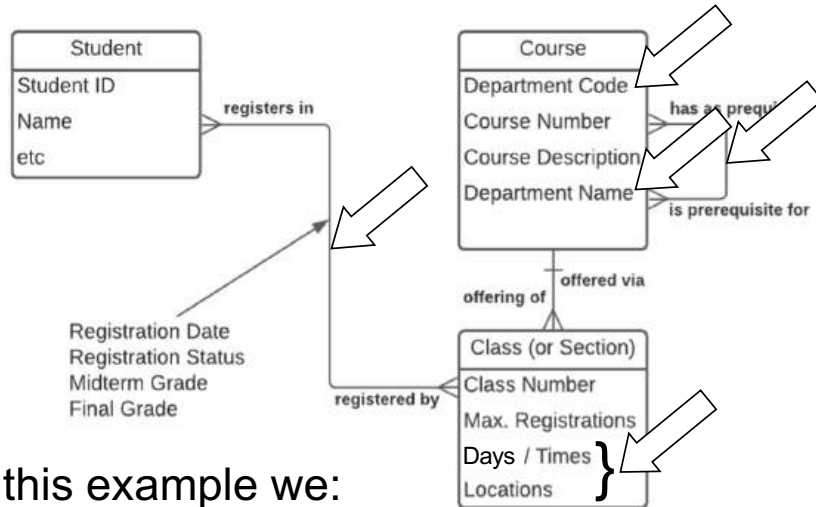 Student
Student ID
Name
etc
registers in
Course
Department Code
Course Number
Course Description
Department Name
has as
is prerequisite for
offered via
offering of
Registration Date
Registration Status
Midterm Grade
Final Grade
registered by
Class (or Section)
Class Number
Max. Registrations
Days / Times
Locations
}
this example we: